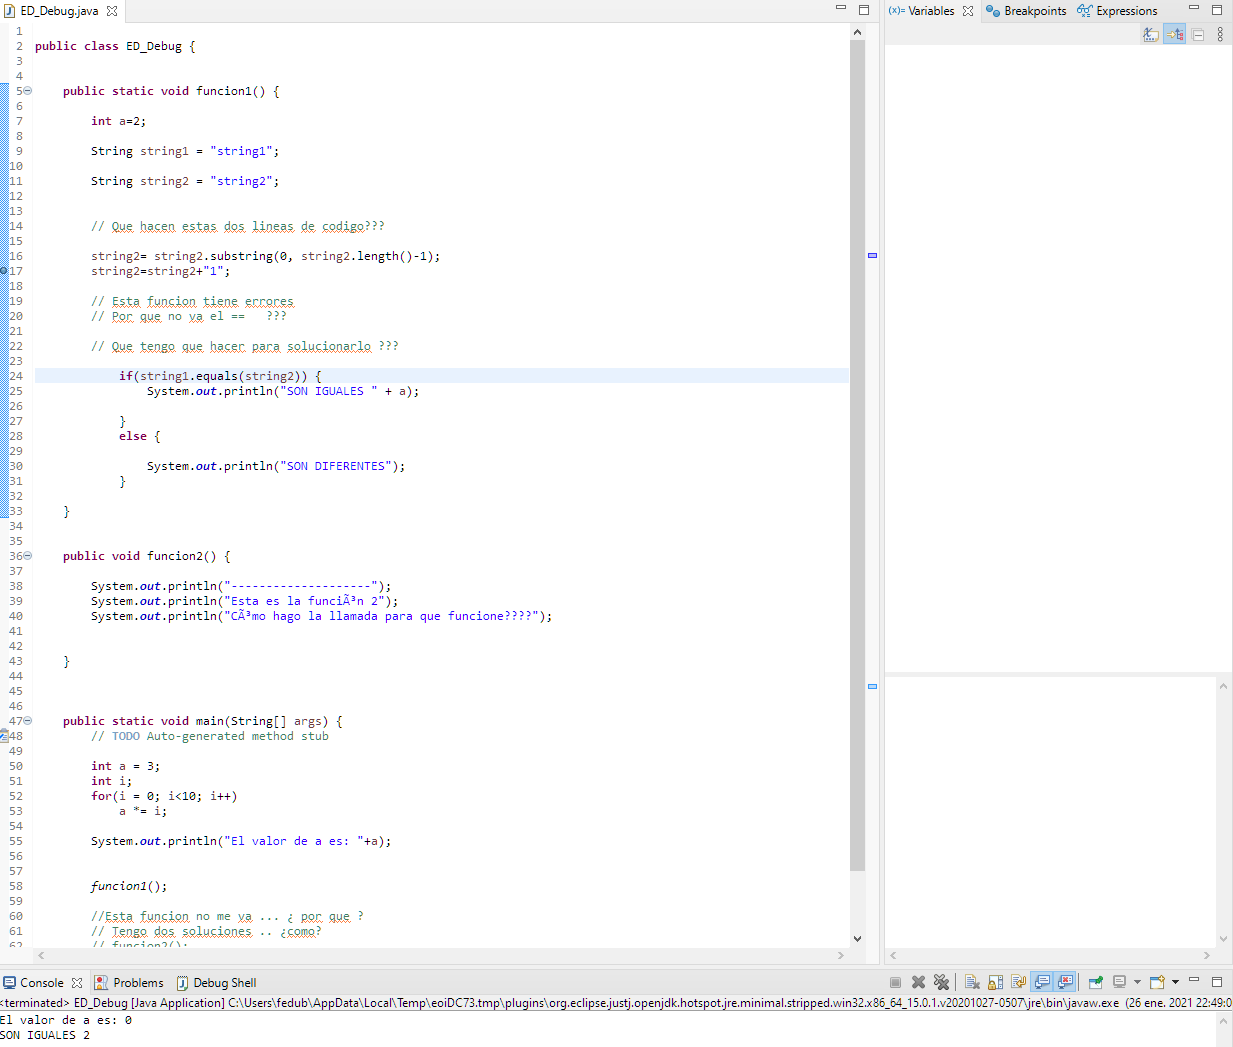 ED_Debug.java
(x)= Variables Breakpoints Expressions
1
2 public class ED_Debug {
3
4
5 public static void funcion1() {
6
7 int a=2;
8
9 String string1 = "string1";
10
11 String string2 = "string2";
12
13
14 // Que hacen estas dos lineas de codigo???
15
16 string2= string2.substring(0, string2.length()-1);
17 string2=string2+"1";
18
19 // Esta funcion tiene errores
20 // Por que no va el == ???
21
22 // Que tengo que hacer para solucionarlo ???
23
24 if(string1.equals(string2)) {
25 System.out.println("SON IGUALES " + a);
26
27 }
28 else {
29
30 System.out.println("SON DIFERENTES");
31 }
32
33 }
34
35
36 public void funcion2() {
37
38 System.out.println("--------------------");
39 System.out.println("Esta es la funciÃ³n 2");
40 System.out.println("CÃ³mo hago la llamada para que funcione????");
41
42
43 }
44
45
46
47 public static void main(String[] args) {
48 // TODO Auto-generated method stub
49
50 int a = 3;
51 int i;
52 for(i = 0; i<10; i++)
53 a *= i;
54
55 System.out.println("El valor de a es: "+a);
56
57
58 funcion1();
59
60 //Esta funcion no me va ... ¿ por que ?
61 // Tengo dos soluciones .. ¿como?
62 // funcion2();
Console Problems Debug Shell
<terminated> ED_Debug [Java Application] C:\Users\fedub\AppData\Local\Temp\eoiDC73.tmp\plugins\org.eclipse.justj.openjdk.hotspot.jre.minimal.stripped.win32.x86_64_15.0.1.v20201027-0507\jre\bin\javaw.exe (26 ene. 2021 22:49:0
El valor de a es: 0
SON IGUALES 2